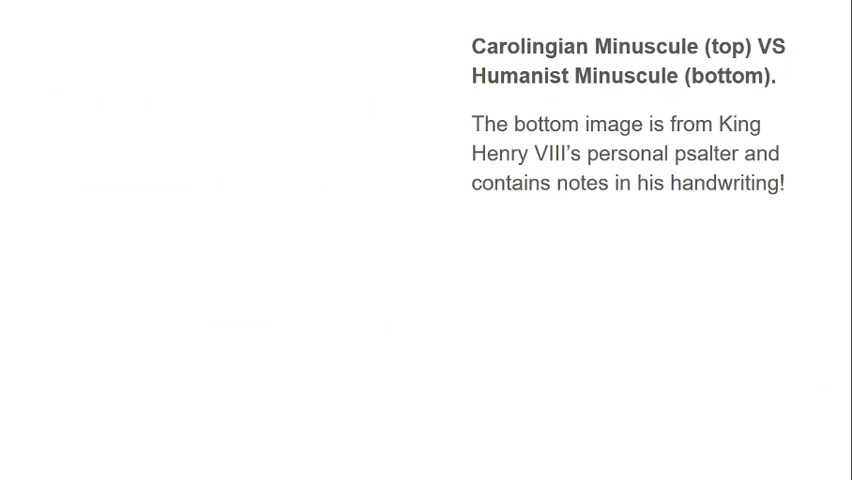 Carolingian Minuscule (top) VS
Humanist Minuscule (bottom).
The bottom image is from King
Henry VIII’s personal psalter and
contains notes in his handwriting!